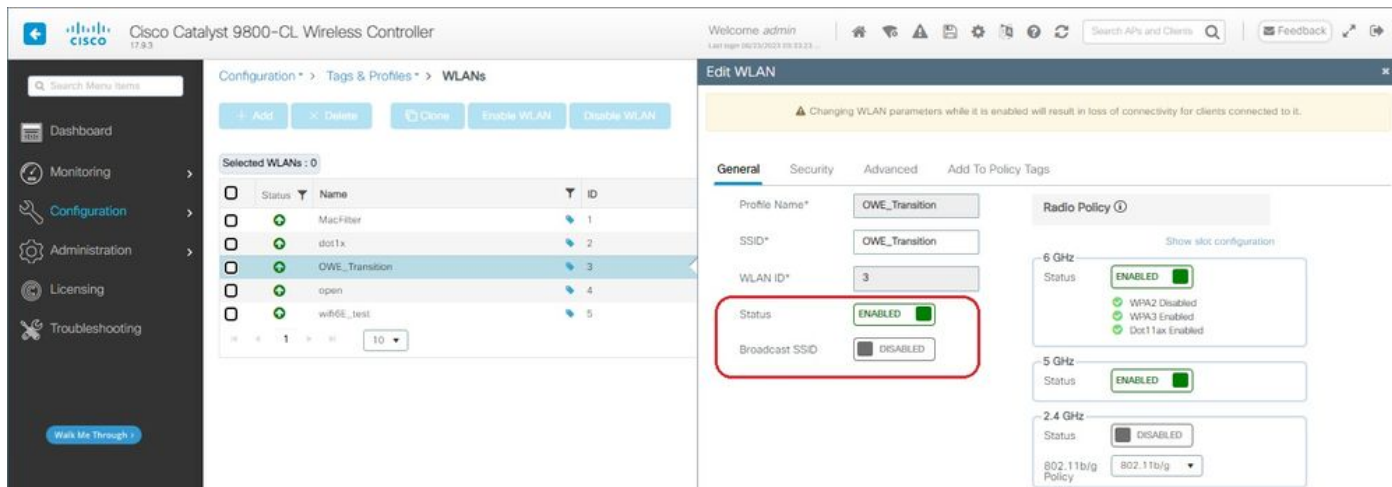 CISCO
Cisco Catalyst 9800-CL Wireless Controller
17.9.3
Welcome admin
Search APs and Clients
Feedback
Search Menu Items
Dashboard
Monitoring
Configuration
Administration
Licensing
Troubleshooting
Walk Me Through >
Configuration > Tags & Profiles > WLANs
+ Add
× Delete
Clone
Enable WLAN
Disable WLAN
Selected WLANs : 0
Status Name ID
MacFilter 1
dot1x 2
OWE_Transition 3
open 4
wifi6E_test 5
1
10
Edit WLAN
Changing WLAN parameters while it is enabled will result in loss of connectivity for clients connected to it.
General Security Advanced Add To Policy Tags
Profile Name* OWE_Transition
SSID* OWE_Transition
WLAN ID* 3
Status ENABLED
Broadcast SSID DISABLED
Radio Policy
Show slot configuration
6 GHz
Status ENABLED
WPA2 Disabled
WPA3 Enabled
Dot11ax Enabled
5 GHz
Status ENABLED
2.4 GHz
Status DISABLED
802.11b/g
Policy
802.11b/g